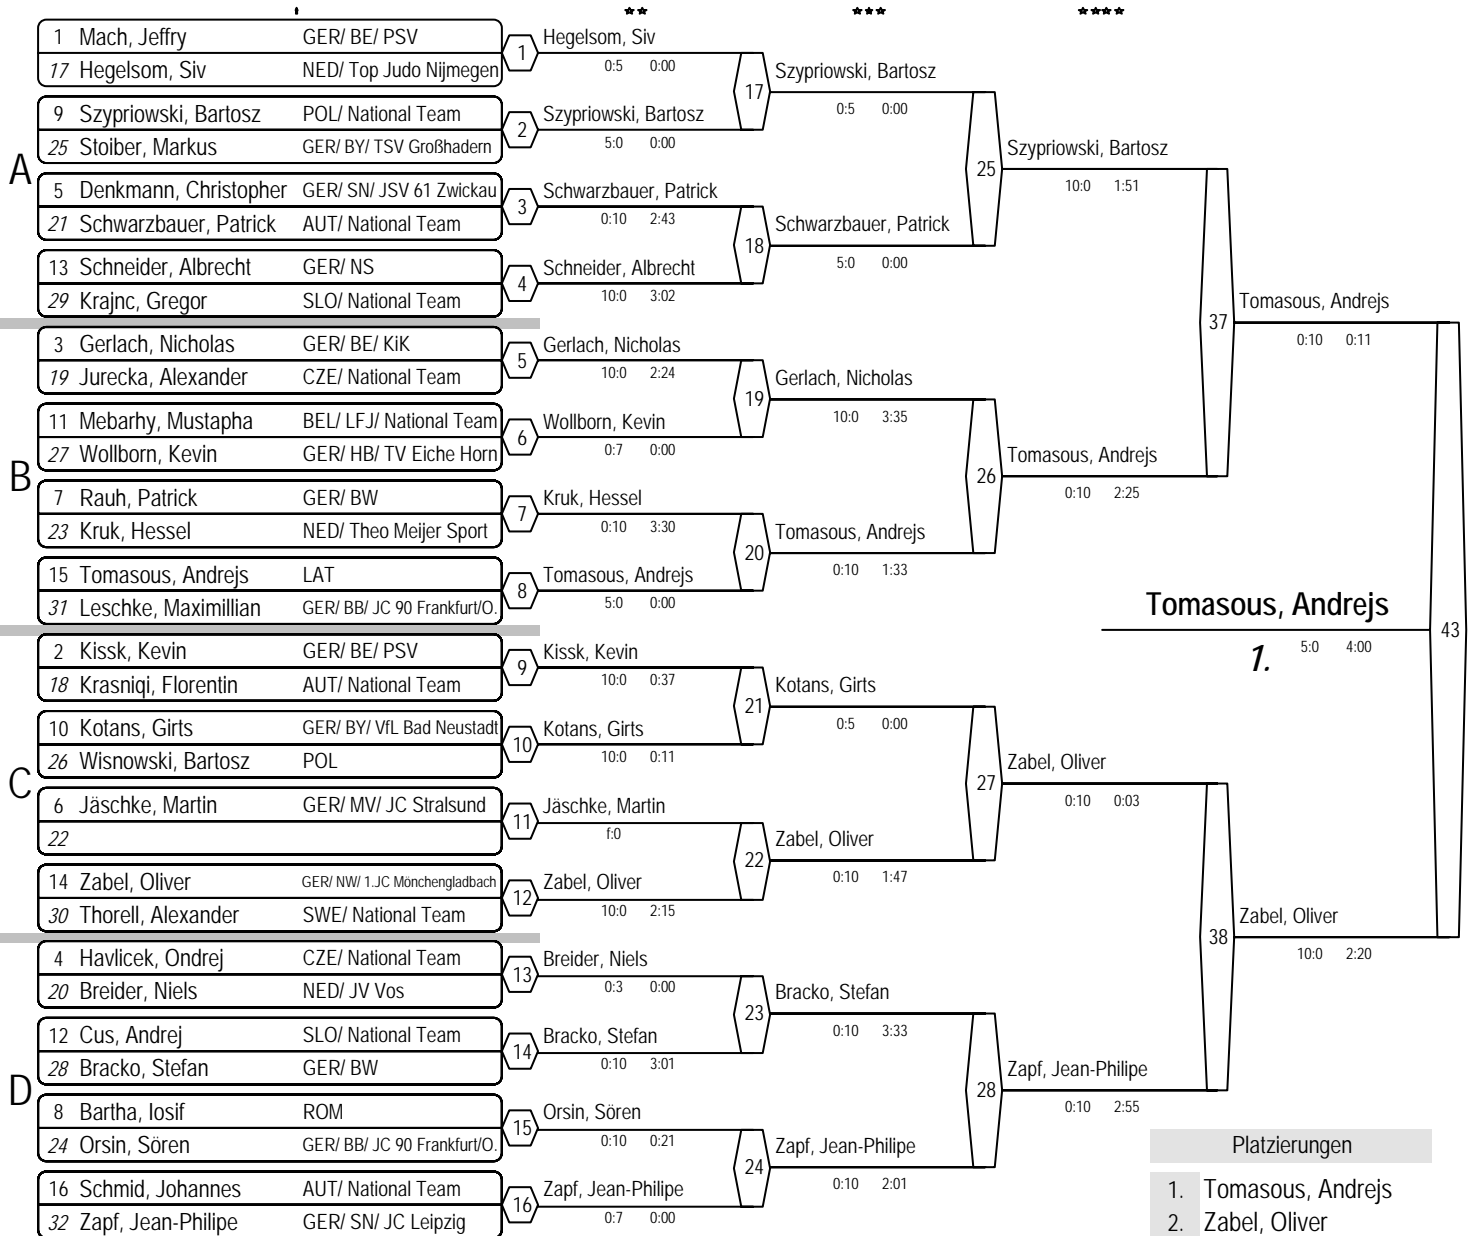 A
1 Mach, Jeffry GER/ BE/ PSV
17 Hegelsom, Siv NED/ Top Judo Nijmegen
1
9 Szypriowski, Bartosz POL/ National Team
25 Stoiber, Markus GER/ BY/ TSV Großhadern
2
5 Denkmann, Christopher GER/ SN/ JSV 61 Zwickau
21 Schwarzbauer, Patrick AUT/ National Team
3
13 Schneider, Albrecht GER/ NS
29 Krajnc, Gregor SLO/ National Team
4
B
3 Gerlach, Nicholas GER/ BE/ KiK
19 Jurecka, Alexander CZE/ National Team
5
11 Mebarhy, Mustapha BEL/ LFJ/ National Team
27 Wollborn, Kevin GER/ HB/ TV Eiche Horn
6
7 Rauh, Patrick GER/ BW
23 Kruk, Hessel NED/ Theo Meijer Sport
7
15 Tomasous, Andrejs LAT
31 Leschke, Maximillian GER/ BB/ JC 90 Frankfurt/O.
8
C
2 Kissk, Kevin GER/ BE/ PSV
18 Krasniqi, Florentin AUT/ National Team
9
10 Kotans, Girts GER/ BY/ VfL Bad Neustadt
26 Wisnowski, Bartosz POL
10
6 Jäschke, Martin GER/ MV/ JC Stralsund
22
11
14 Zabel, Oliver GER/ NW/ 1.JC Mönchengladbach
30 Thorell, Alexander SWE/ National Team
12
D
4 Havlicek, Ondrej CZE/ National Team
20 Breider, Niels NED/ JV Vos
13
12 Cus, Andrej SLO/ National Team
28 Bracko, Stefan GER/ BW
14
8 Bartha, Iosif ROM
24 Orsin, Sören GER/ BB/ JC 90 Frankfurt/O.
15
16 Schmid, Johannes AUT/ National Team
32 Zapf, Jean-Philipe GER/ SN/ JC Leipzig
16
Hegelsom, Siv
0:5 0:00
Szypriowski, Bartosz
5:0 0:00
17
Schwarzbauer, Patrick
0:10 2:43
Schneider, Albrecht
10:0 3:02
18
Gerlach, Nicholas
10:0 2:24
Wollborn, Kevin
0:7 0:00
19
Kruk, Hessel
0:10 3:30
Tomasous, Andrejs
5:0 0:00
20
Kissk, Kevin
10:0 0:37
Kotans, Girts
10:0 0:11
21
Jäschke, Martin
f:0
Zabel, Oliver
10:0 2:15
22
Breider, Niels
0:3 0:00
Bracko, Stefan
0:10 3:01
23
Orsin, Sören
0:10 0:21
Zapf, Jean-Philipe
0:7 0:00
24
Szypriowski, Bartosz
0:5 0:00
Schwarzbauer, Patrick
5:0 0:00
25
Gerlach, Nicholas
10:0 3:35
Tomasous, Andrejs
0:10 1:33
26
Kotans, Girts
0:5 0:00
Zabel, Oliver
0:10 1:47
27
Bracko, Stefan
0:10 3:33
Zapf, Jean-Philipe
0:10 2:01
28
Szypriowski, Bartosz
10:0 1:51
Tomasous, Andrejs
0:10 2:25
37
Zabel, Oliver
0:10 0:03
Zapf, Jean-Philipe
0:10 2:55
38
Tomasous, Andrejs
0:10 0:11
Zabel, Oliver
10:0 2:20
43
Tomasous, Andrejs
1. 5:0 4:00
Platzierungen
1. Tomasous, Andrejs
2. Zabel, Oliver